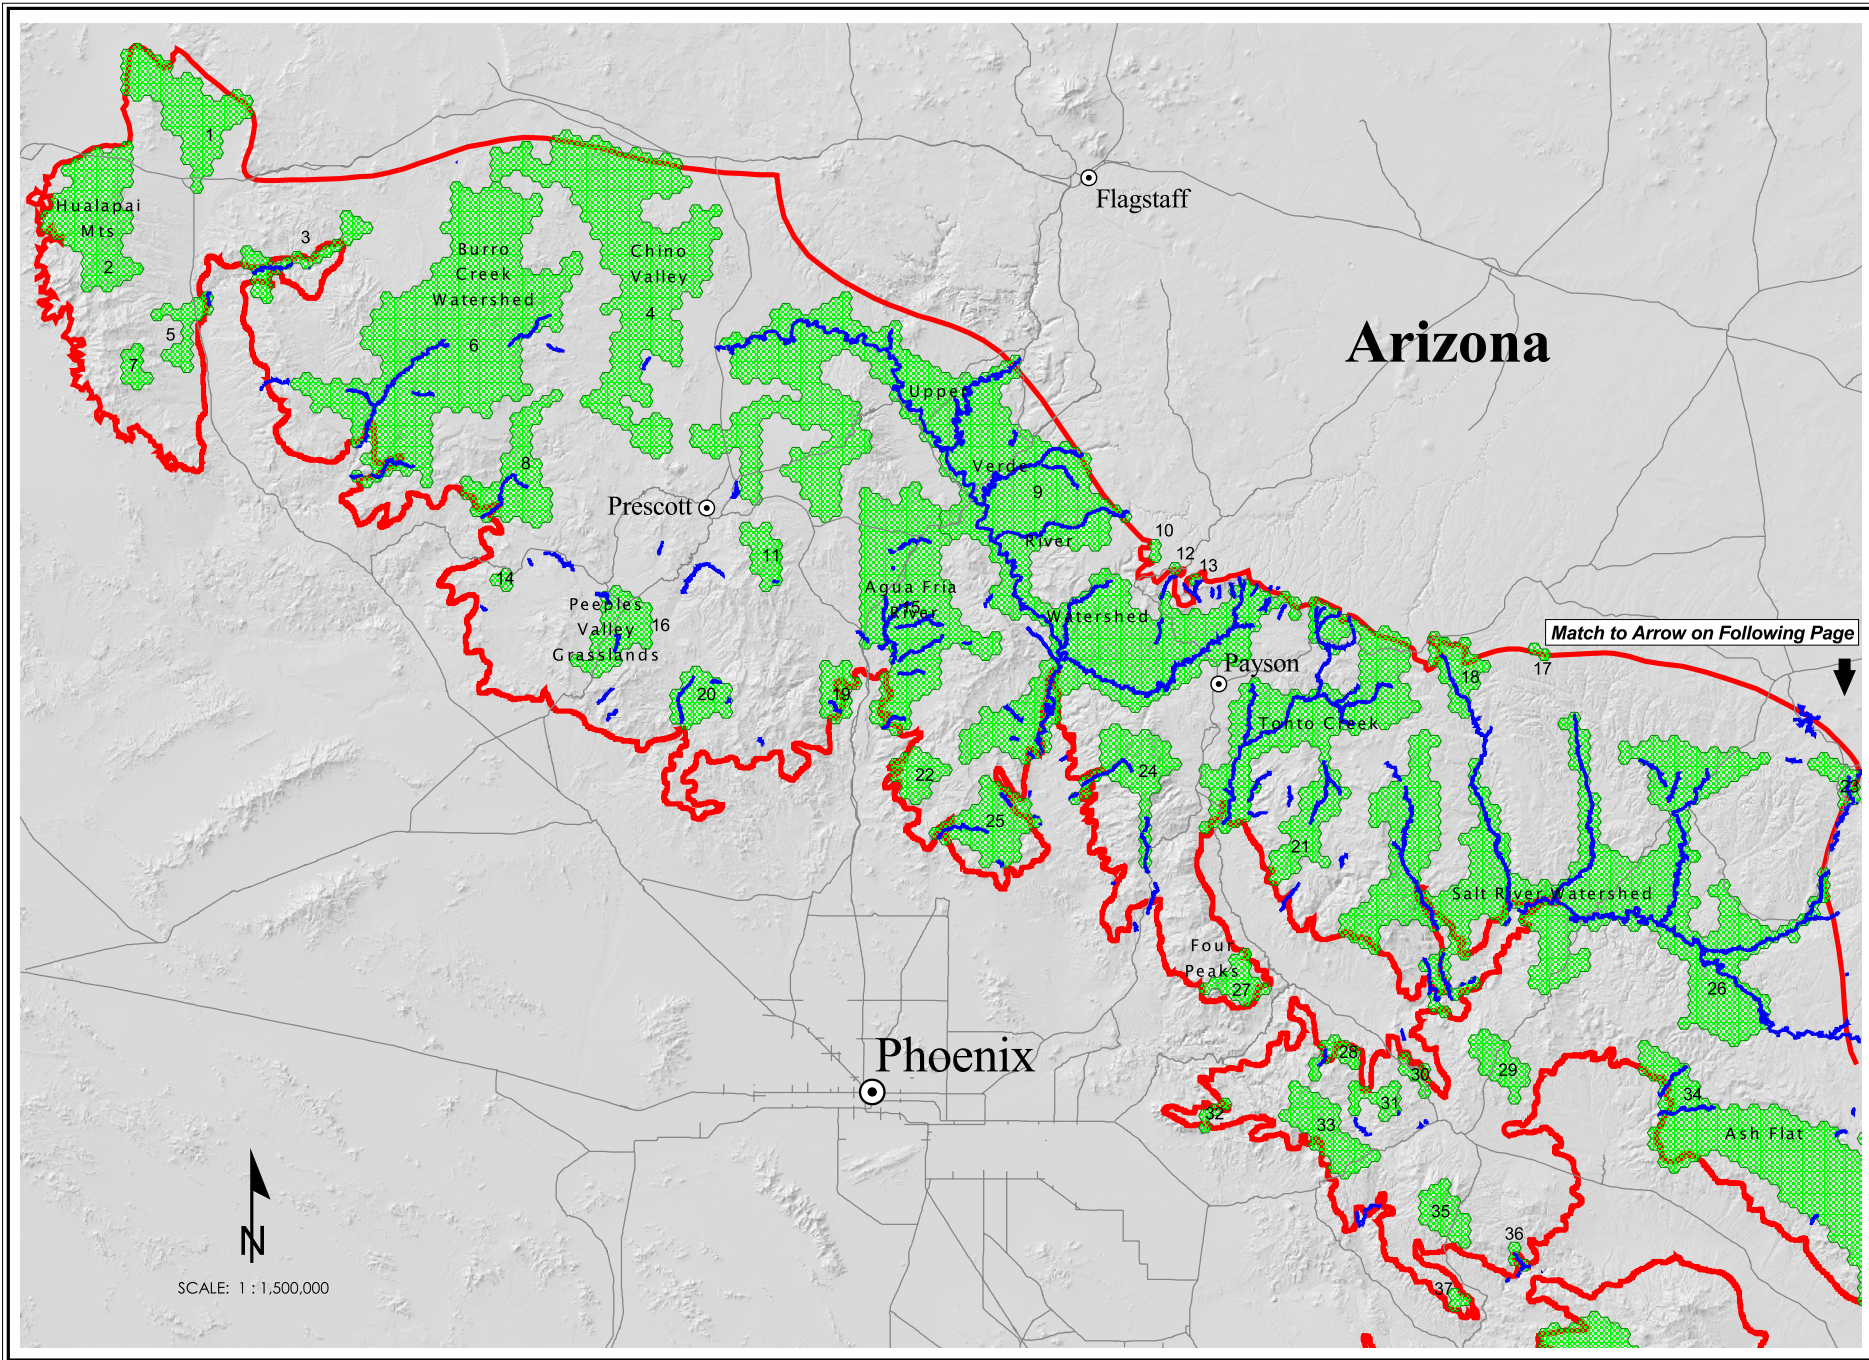 1
Flagstaff
Hualapai
Mts
2
3
Burro
Creek
Watershed
6
Chino
Valley
4
5
7
Arizona
Upper
Verde
9
River
Watershed
8
Prescott
10
12
13
11
14
Peeples
Valley
16
Grasslands
Agua Fria
15
River
Match to Arrow on Following Page
17
18
Payson
Tonto Creek
19
20
22
24
23
25
21
Salt River Watershed
Four
Peaks
27
26
Phoenix
28
30
29
31
32
33
34
Ash Flat
35
36
37
N
SCALE: 1 : 1,500,000